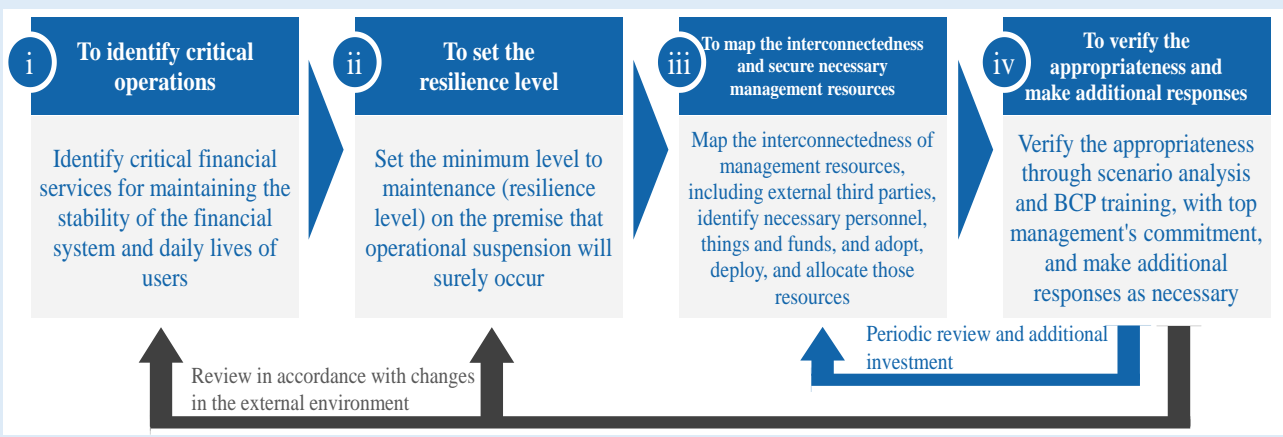 i
To identify critical
operations
Identify critical financial
services for maintaining the
stability of the financial
system and daily lives of
users
ii
To set the
resilience level
Set the minimum level to
maintenance (resilience
level) on the premise that
operational suspension will
surely occur
iii
To map the interconnectedness
and secure necessary
management resources
Map the interconnectedness of
management resources,
including external third parties,
identify necessary personnel,
things and funds, and adopt,
deploy, and allocate those
resources
iv
To verify the
appropriateness and
make additional responses
Verify the appropriateness
through scenario analysis
and BCP training, with top
management's commitment,
and make additional
responses as necessary
Periodic review and additional
investment
Review in accordance with changes
in the external environment